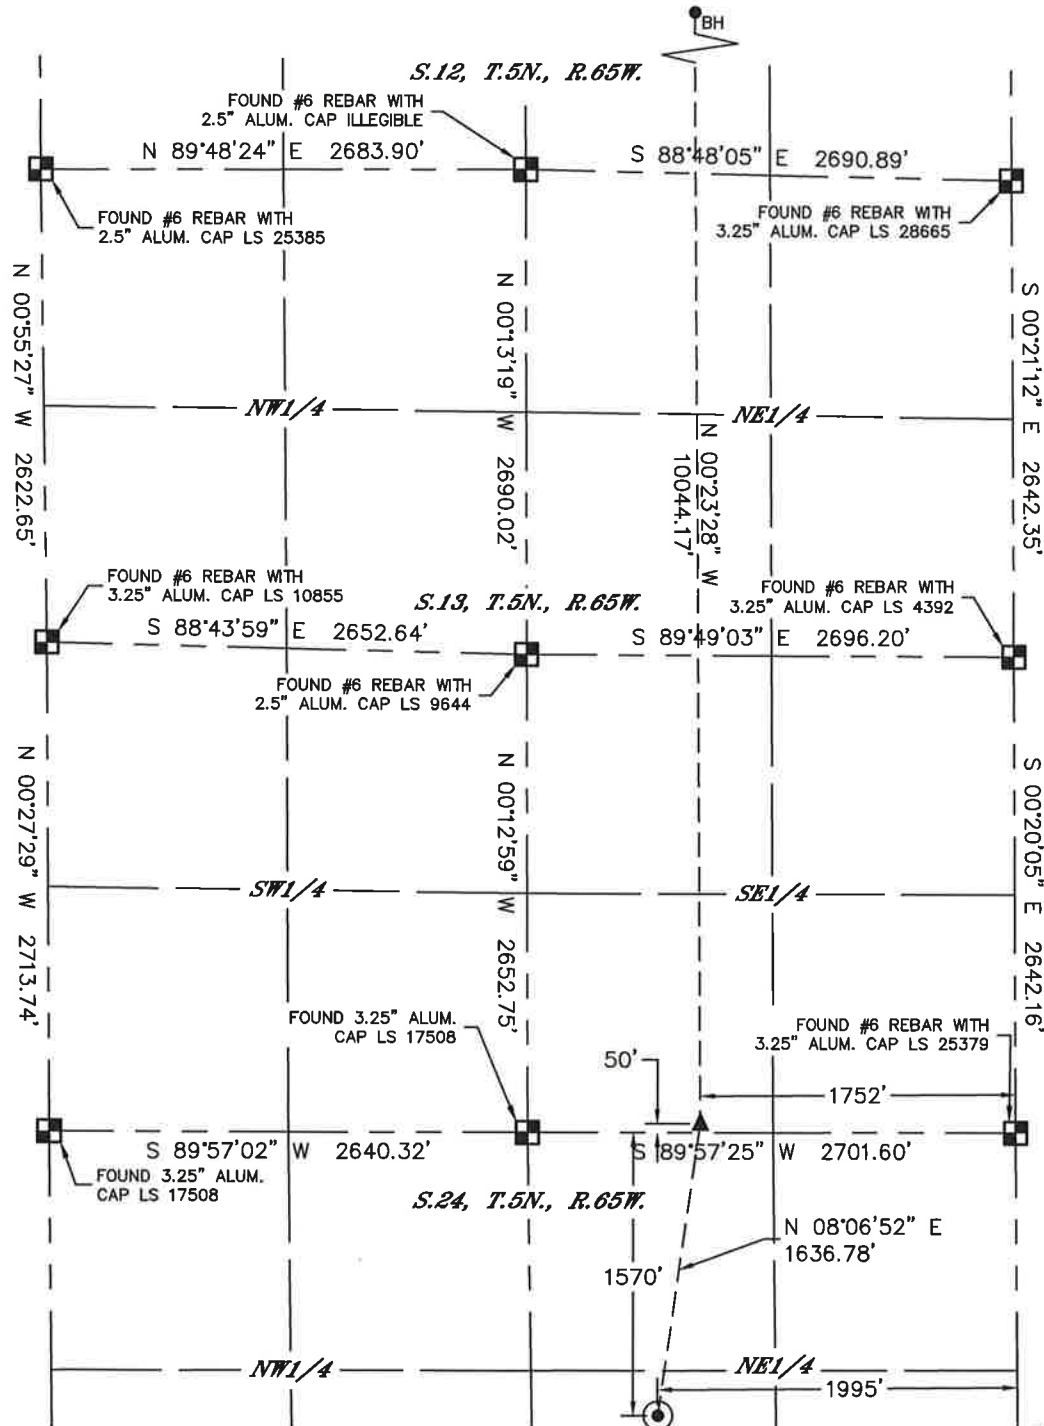 BH
S.12, T.5N., R.65W.
FOUND #6 REBAR WITH
2.5" ALUM. CAP ILLEGIBLE
N 89°48'24" E 2683.90'
S 88°48'05" E 2690.89'
FOUND #6 REBAR WITH
2.5" ALUM. CAP LS 25385
FOUND #6 REBAR WITH
3.25" ALUM. CAP LS 28665
N 00°55'27" W 2622.65'
N 00°13'19" W 2690.02'
S 00°21'12" E 2642.35'
NW1/4
NE1/4
N 00°23'28" W
10044.17'
FOUND #6 REBAR WITH
3.25" ALUM. CAP LS 10855
S.13, T.5N., R.65W.
FOUND #6 REBAR WITH
3.25" ALUM. CAP LS 4392
S 88°43'59" E 2652.64'
S 89°49'03" E 2696.20'
FOUND #6 REBAR WITH
2.5" ALUM. CAP LS 9644
N 00°27'29" W 2713.74'
N 00°12'59" W 2652.75'
S 00°20'05" E 2642.16'
SW1/4
SE1/4
FOUND 3.25" ALUM.
CAP LS 17508
FOUND #6 REBAR WITH
3.25" ALUM. CAP LS 25379
50'
1752'
S 89°57'02" W 2640.32'
S 89°57'25" W 2701.60'
FOUND 3.25" ALUM.
CAP LS 17508
S.24, T.5N., R.65W.
N 08°06'52" E
1636.78'
1570'
NW1/4
NE1/4
1995'